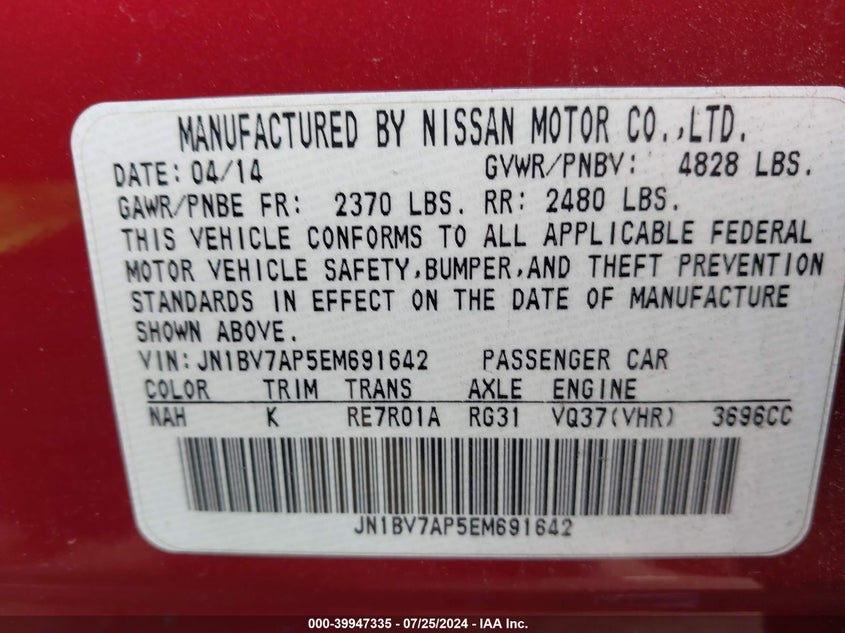 MANUFACTURED BY NISSAN MOTOR CO.,LTD.
DATE: 04/14 GVWR/PNBV: 4828 LBS.
GAWR/PNBE FR: 2370 LBS. RR: 2480 LBS.
THIS VEHICLE CONFORMS TO ALL APPLICABLE FEDERAL
MOTOR VEHICLE SAFETY,BUMPER,AND THEFT PREVENTION
STANDARDS IN EFFECT ON THE DATE OF MANUFACTURE
SHOWN ABOVE.
VIN: JN1BV7AP5EM691642 PASSENGER CAR
COLOR TRIM TRANS AXLE ENGINE
NAH K RE7R01A RG31 VQ37(VHR) 3696CC
JN1BV7AP5EM691642
000-39947335 - 07/25/2024 - IAA Inc.